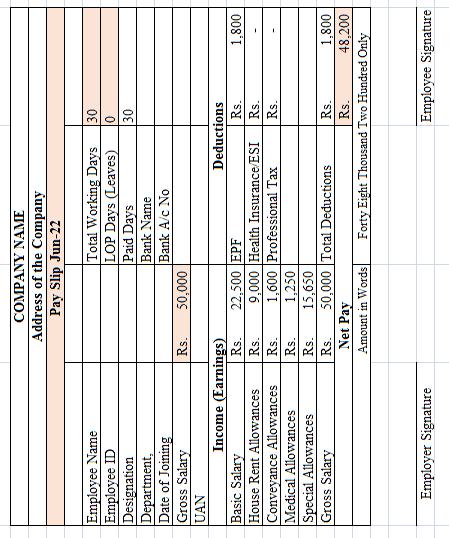 COMPANY NAME
Address of the Company
Pay Slip Jun-22
Employee Name Total Working Days 30
Employee ID LOP Days (Leaves) 0
Designation Paid Days 30
Department, Bank Name
Date of Joining Bank A/c No
Gross Salary Rs. 50,000
UAN
Income (Earnings) Deductions
Basic Salary Rs. 22,500 EPF Rs. 1,800
House Rent Allowances Rs. 9,000 Health Insurance/ESI Rs. -
Conveyance Allowances Rs. 1,600 Professional Tax Rs. -
Medical Allowances Rs. 1,250
Special Allowances Rs. 15,650
Gross Salary Rs. 50,000 Total Deductions Rs. 1,800
Net Pay Rs. 48,200
Amount in Words Forty Eight Thousand Two Hundred Only
Employer Signature Employee Signature